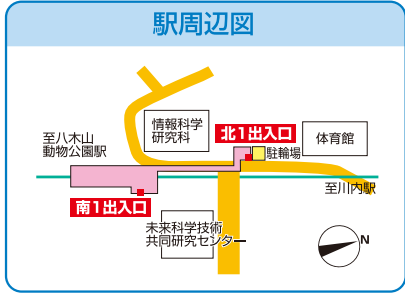 駅周辺図
情報科学
研究科
北1出入口
体育館
至八木山
動物公園駅
駐輪場
至川内駅
南1出入口
未来科学技術
共同研究センター
N